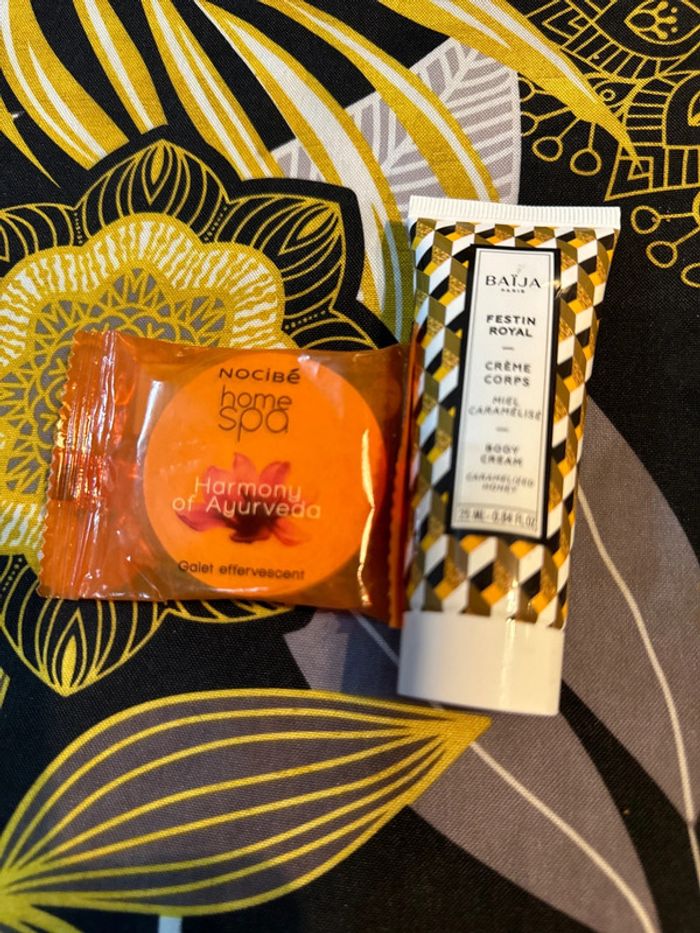 NOCIBÉ
home
spa
Harmony
of Ayurveda
Galet effervescent
BAÏJA
PARIS
FESTIN
ROYAL
CRÈME
CORPS
MIEL
CARAMÉLISÉ
BODY
CREAM
CARAMELIZED
HONEY
25 ML - 0.84 FL.OZ